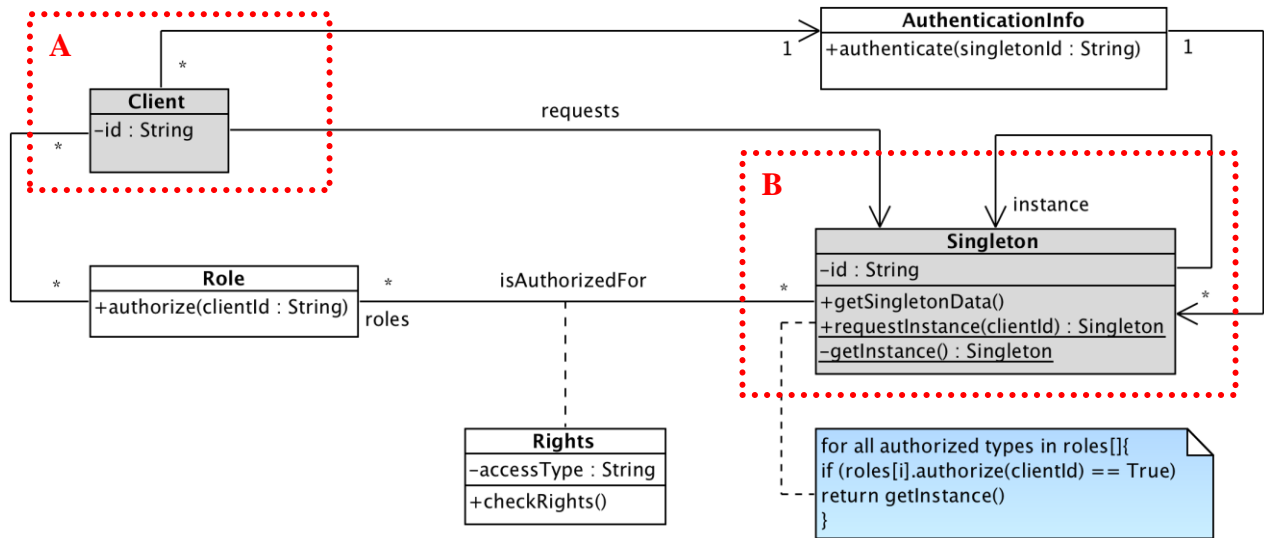 A
AuthenticationInfo
+authenticate(singletonId : String)
1
1
*
Client
-id : String
*
requests
B
instance
Singleton
-id : String
+getSingletonData()
+requestInstance(clientId) : Singleton
-getInstance() : Singleton
*
Role
+authorize(clientId : String)
*
*
roles
isAuthorizedFor
*
Rights
-accessType : String
+checkRights()
for all authorized types in roles[]{
if (roles[i].authorize(clientId) == True)
return getInstance()
}